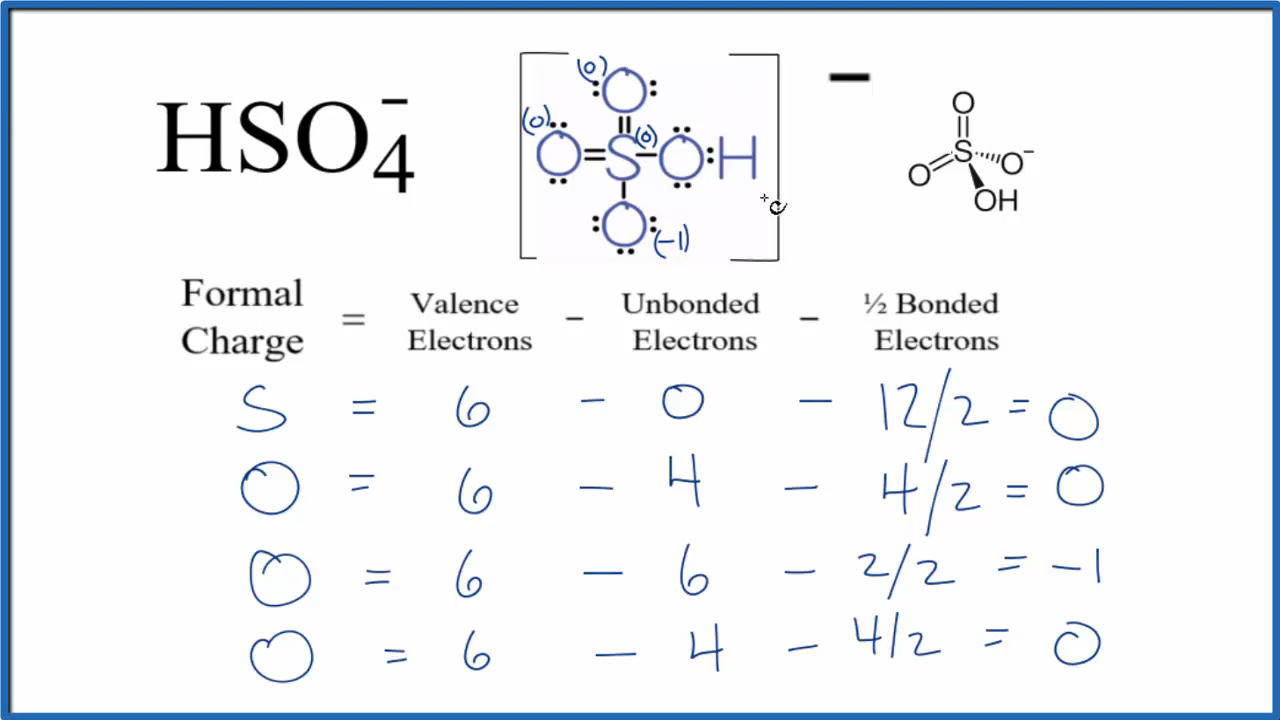 HSO₄⁻
(0)
:O:
(0) (0)
O=S–O:H
:O: (-1)
–
O
S
O O⁻
OH
Formal Charge = Valence Electrons - Unbonded Electrons - ½ Bonded Electrons
S = 6 - 0 - 12/2 = 0
O = 6 - 4 - 4/2 = 0
O = 6 - 6 - 2/2 = -1
O = 6 - 4 - 4/2 = 0